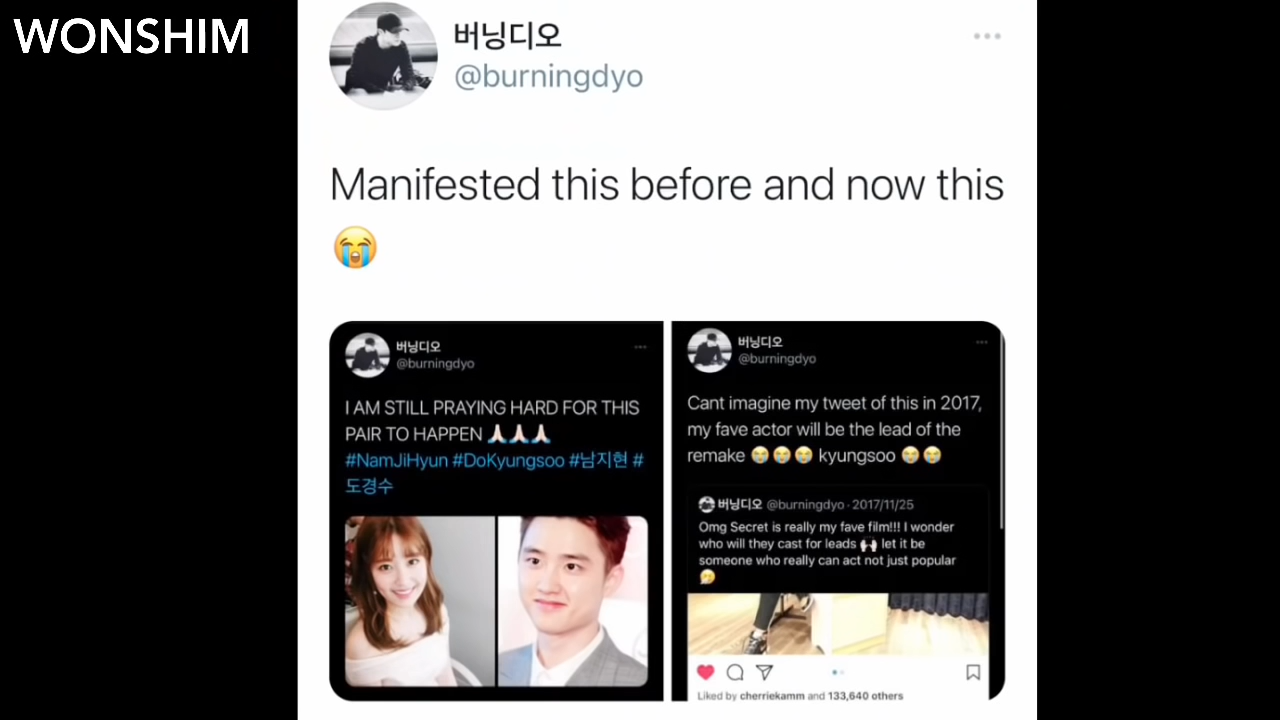 WONSHIM
버닝디오
@burningdyo
Manifested this before and now this
😭
버닝디오
@burningdyo
I AM STILL PRAYING HARD FOR THIS
PAIR TO HAPPEN 🙏🏻🙏🏻🙏🏻
#NamJiHyun #DoKyungsoo #남지현 #
도경수
버닝디오
@burningdyo
Cant imagine my tweet of this in 2017,
my fave actor will be the lead of the
remake 😭😭😭 kyungsoo 😭😭
버닝디오 @burningdyo · 2017/11/25
Omg Secret is really my fave film!!! I wonder
who will they cast for leads 🙌🏻 let it be
someone who really can act not just popular
Liked by cherriekamm and 133,640 others